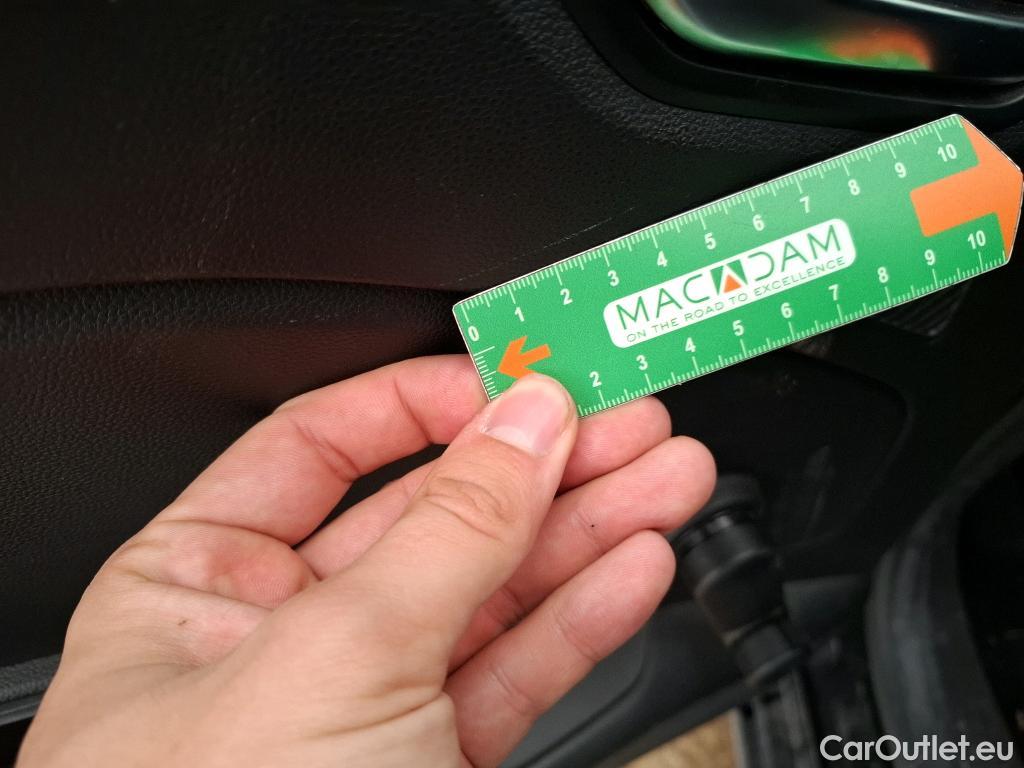 0 1 2 3 4 5 6 7 8 9 10
MACADAM
ON THE ROAD TO EXCELLENCE
2 3 4 5 6 7 8 9 10
CarOutlet.eu